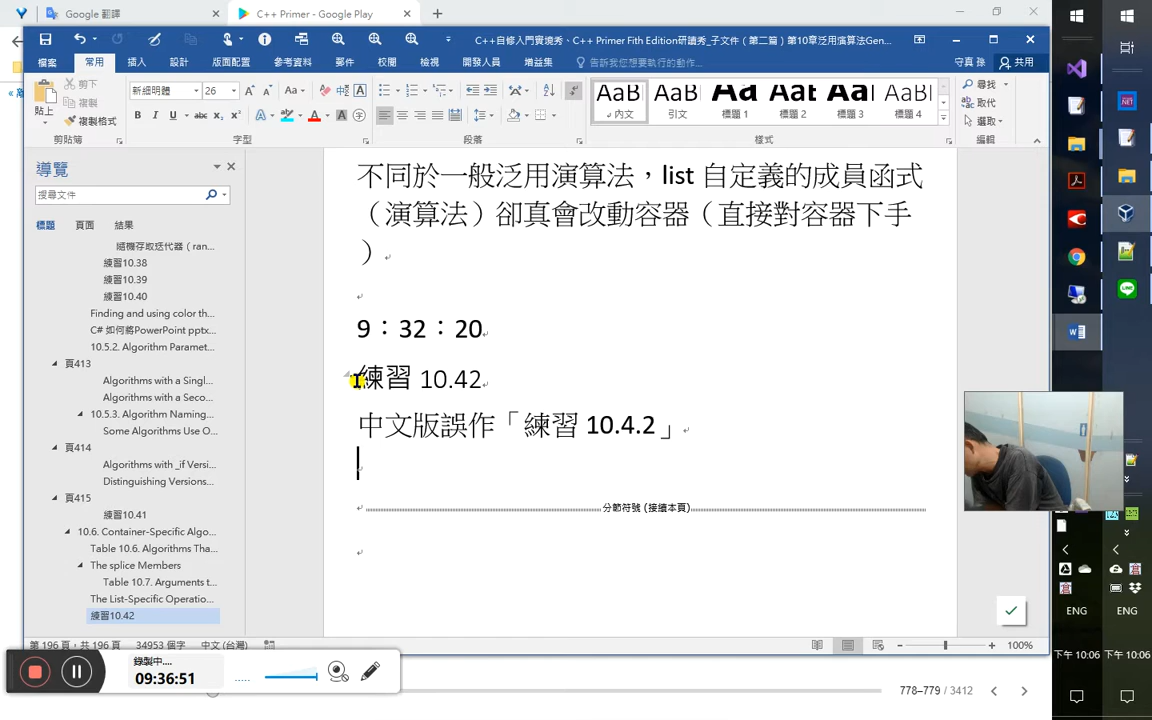 Google 翻譯
C++ Primer - Google Play
C++自修入門實境秀、C++ Primer Fith Edition研讀秀_子文件（第二篇）第10章泛用演算法Gen...
檔案 常用 插入 設計 版面配置 參考資料 郵件 校閱 檢視 開發人員 增益集 告訴我您想要執行的動作... 守真 孫 共用
貼上 剪下 複製 複製格式
新細明體 26
B I U abc
AaB 內文 AaB 引文 Aa 標題 1 Aat 標題 2 Aal 標題 3 AaB 標題 4
尋找 取代 選取
剪貼簿 字型 段落 樣式 編輯
導覽
搜尋文件
標題 頁面 結果
隨機存取迭代器（ran...
練習10.38
練習10.39
練習10.40
Finding and using color th...
C# 如何將PowerPoint pptx...
10.5.2. Algorithm Paramet...
頁413
Algorithms with a Singl...
Algorithms with a Seco...
10.5.3. Algorithm Naming...
Some Algorithms Use O...
頁414
Algorithms with _if Versi...
Distinguishing Versions...
頁415
練習10.41
10.6. Container-Specific Algo...
Table 10.6. Algorithms Tha...
The splice Members
Table 10.7. Arguments t...
The List-Specific Operatio...
練習10.42
不同於一般泛用演算法，list 自定義的成員函式
（演算法）卻真會改動容器（直接對容器下手
）
9：32：20
練習 10.42
中文版誤作「練習 10.4.2」
分節符號 (接續本頁)
第 196 頁，共 196 頁 34953 個字 中文 (台灣)
100%
錄製中....
09:36:51
778–779 / 3412
ENG ENG
下午 10:06 下午 10:06